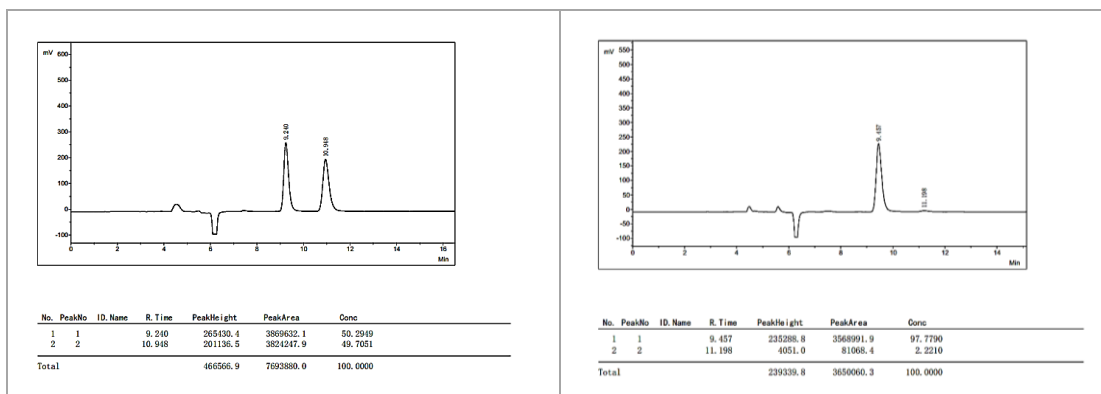 mV
600
500
400
300
200
100
0
-100
9.240
10.948
0 2 4 6 8 10 12 14 16
Min
No. PeakNo ID.Name R.Time PeakHeight PeakArea Conc
1 1 9.240 265430.4 3869632.1 50.2949
2 2 10.948 201136.5 3824247.9 49.7051
Total 466566.9 7693880.0 100.0000
mV
550
500
450
400
350
300
250
200
150
100
50
0
-50
-100
9.457
11.198
0 2 4 6 8 10 12 14
Min
No. PeakNo ID.Name R.Time PeakHeight PeakArea Conc
1 1 9.457 235288.8 3568991.9 97.7790
2 2 11.198 4051.0 81068.4 2.2210
Total 239339.8 3650060.3 100.0000